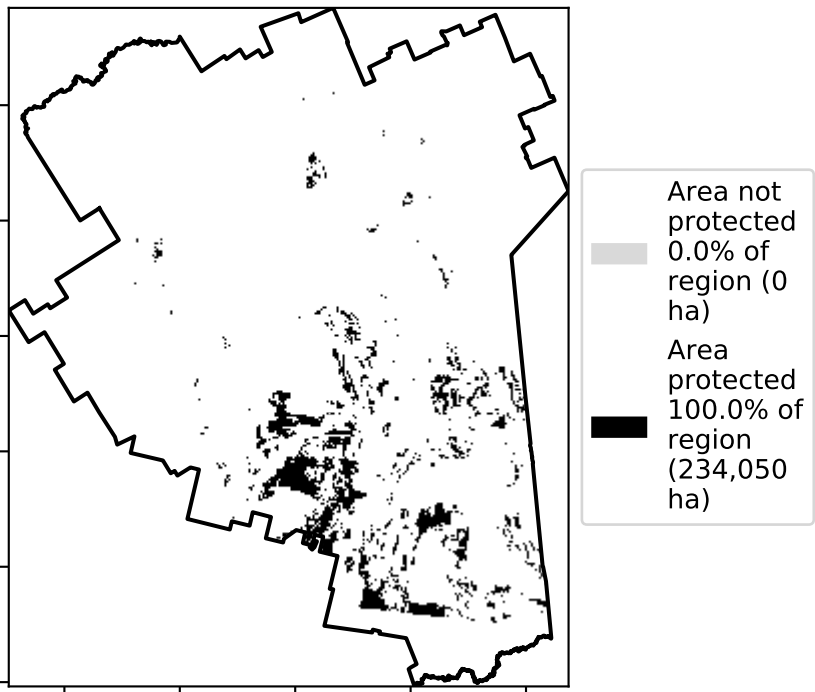 Area not
protected
0.0% of
region (0
ha)
Area
protected
100.0% of
region
(234,050
ha)